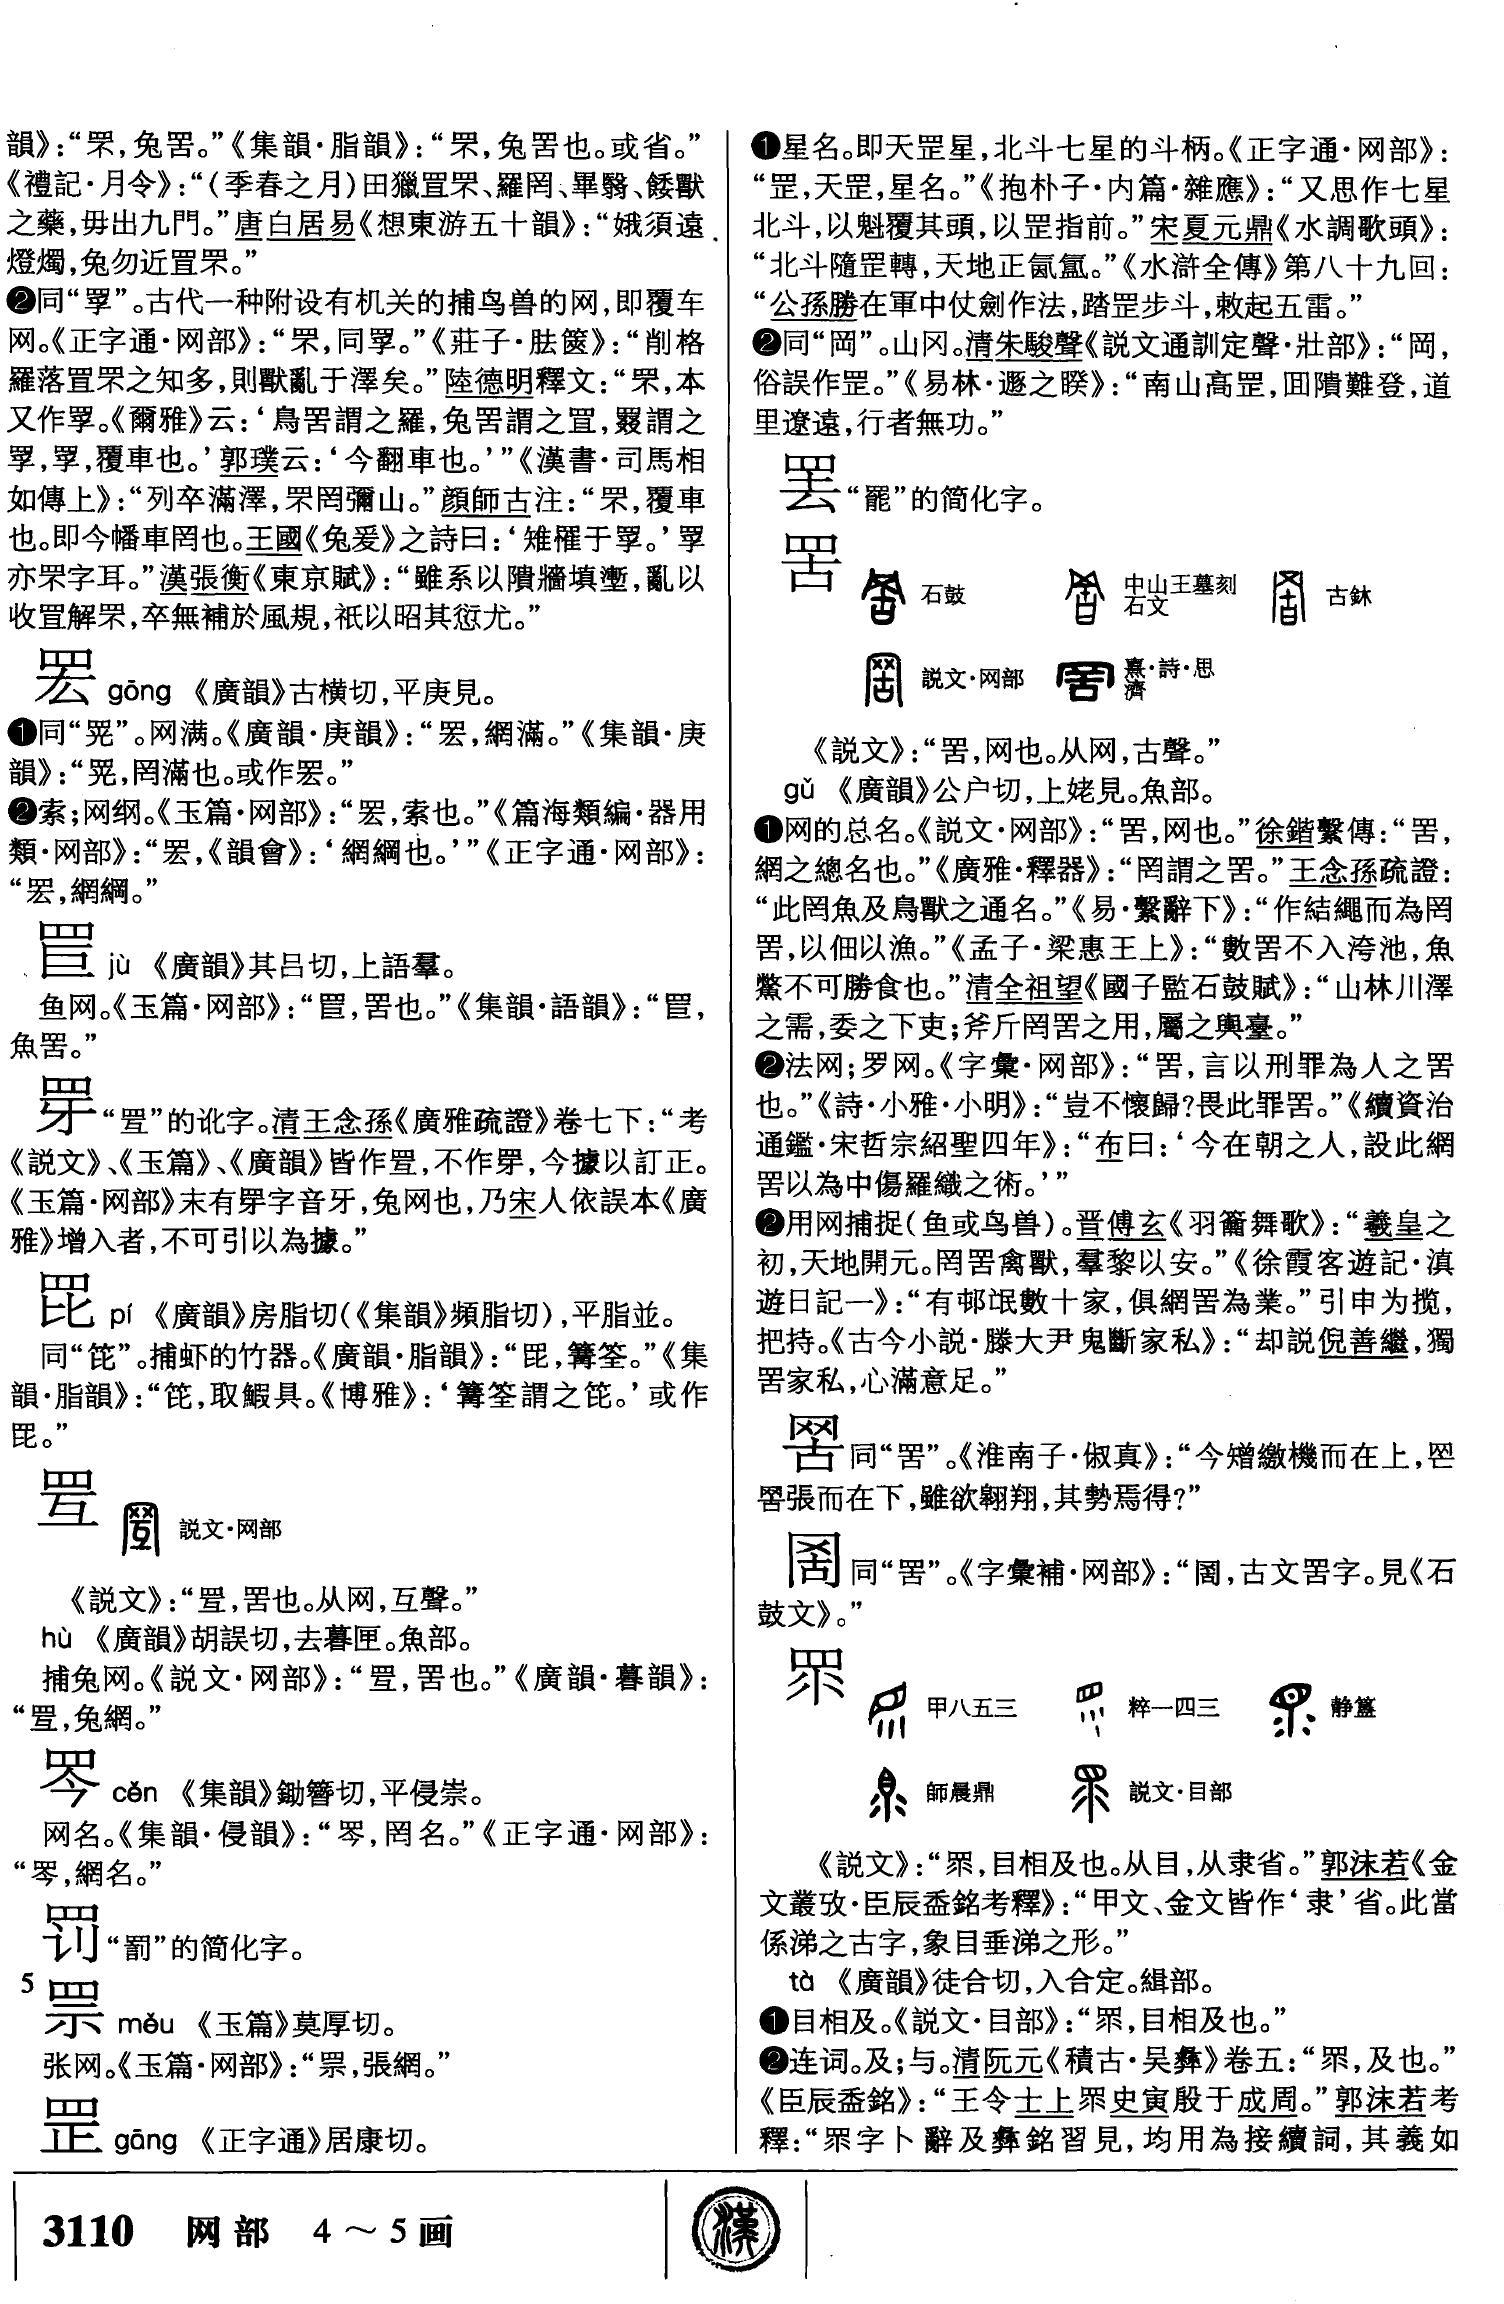 韻》：“罘，兔罟。”《集韻·脂韻》：“罘，兔罟也。或省。”
《禮記·月令》：“（季春之月）田獵罝罘、羅罔、畢翳、餧獸
之藥，毋出九門。”唐白居易《想東游五十韻》：“娥須遠
燈燭，兔勿近罝罘。”
❷同“罦”。古代一种附设有机关的捕鸟兽的网，即覆车
网。《正字通·网部》：“罘，同罦。”《莊子·胠篋》：“削格
羅落罝罘之知多，則獸亂于澤矣。”陸德明釋文：“罘，本
又作罦。《爾雅》云：‘鳥罟謂之羅，兔罟謂之罝，罬謂之
罦，罦，覆車也。’郭璞云：‘今翻車也。’”《漢書·司馬相
如傳上》：“列卒滿澤，罘罔彌山。”顏師古注：“罘，覆車
也。即今幡車罔也。王國《兔爰》之詩曰：‘雉罹于罦。’罦
亦罘字耳。”漢張衡《東京賦》：“雖系以隤牆填壍，亂以
收罝解罘，卒無補於風規，祇以昭其愆尤。”
gōng 《廣韻》古横切，平庚見。
❶同“㒯”。网满。《廣韻·庚韻》：“，網滿。”《集韻·庚
韻》：“，罔滿也。或作。”
❷索；网纲。《玉篇·网部》：“，索也。”《篇海類編·器用
類·网部》：“，《韻會》：‘網綱也。’”《正字通·网部》：
“，網綱。”
jù 《廣韻》其吕切，上語羣。
鱼网。《玉篇·网部》：“，罟也。”《集韻·語韻》：“，
魚罟。”
“罝”的讹字。清王念孫《廣雅疏證》卷七下：“考
《説文》、《玉篇》、《廣韻》皆作，不作，今據以訂正。
《玉篇·网部》末有字音牙，兔网也，乃宋人依誤本《廣
雅》增入者，不可引以為據。”
pí 《廣韻》房脂切（《集韻》頻脂切），平脂並。
同“笓”。捕虾的竹器。《廣韻·脂韻》：“，篝筌。”《集
韻·脂韻》：“笓，取鰕具。《博雅》：‘篝筌謂之笓。’或作
。”
説文·网部
《説文》：“，罟也。从网，互聲。”
hù 《廣韻》胡誤切，去暮匣。魚部。
捕兔网。《説文·网部》：“，罟也。”《廣韻·暮韻》：
“，兔網。”
cěn 《集韻》鋤簪切，平侵崇。
网名。《集韻·侵韻》：“，罔名。”《正字通·网部》：
“，網名。”
罚“罰”的简化字。
5
měu 《玉篇》莫厚切。
张网。《玉篇·网部》：“，張網。”
罡 gāng 《正字通》居康切。
❶星名。即天罡星，北斗七星的斗柄。《正字通·网部》：
“罡，天罡，星名。”《抱朴子·内篇·雜應》：“又思作七星
北斗，以魁覆其頭，以罡指前。”宋夏元鼎《水調歌頭》：
“北斗隨罡轉，天地正氤氲。”《水滸全傳》第八十九回：
“公孫勝在軍中仗劍作法，踏罡步斗，敕起五雷。”
❷同“岡”。山冈。清朱駿聲《説文通訓定聲·壯部》：“岡，
俗誤作罡。”《易林·遯之睽》：“南山高罡，回隤難登，道
里遼遠，行者無功。”
罢“罷”的简化字。
罟 石鼓 中山王墓刻石文 古鉥
説文·网部 熹·詩·思濟
《説文》：“罟，网也。从网，古聲。”
gǔ 《廣韻》公户切，上姥見。魚部。
❶网的总名。《説文·网部》：“罟，网也。”徐鍇繫傳：“罟，
網之總名也。”《廣雅·釋器》：“罔謂之罟。”王念孫疏證：
“此罔魚及鳥獸之通名。”《易·繫辭下》：“作結繩而為罔
罟，以佃以漁。”《孟子·梁惠王上》：“數罟不入洿池，魚
鱉不可勝食也。”清全祖望《國子監石鼓賦》：“山林川澤
之需，委之下吏；斧斤罔罟之用，屬之輿臺。”
❷法网；罗网。《字彙·网部》：“罟，言以刑罪為人之罟
也。”《詩·小雅·小明》：“豈不懷歸？畏此罪罟。”《續資治
通鑑·宋哲宗紹聖四年》：“布曰：‘今在朝之人，設此網
罟以為中傷羅織之術。’”
❷用网捕捉（鱼或鸟兽）。晋傅玄《羽籥舞歌》：“羲皇之
初，天地開元。罔罟禽獸，羣黎以安。”《徐霞客遊記·滇
遊日記一》：“有邨氓數十家，俱網罟為業。”引申为揽，
把持。《古今小説·滕大尹鬼斷家私》：“却説倪善繼，獨
罟家私，心滿意足。”
同“罟”。《淮南子·俶真》：“今矰繳機而在上，
張而在下，雖欲翱翔，其勢焉得？”
同“罟”。《字彙補·网部》：“，古文罟字。見《石
鼓文》。”
眔 甲八五三 粹一四三 静簋
師晨鼎 説文·目部
《説文》：“眔，目相及也。从目，从隶省。”郭沫若《金
文叢攷·臣辰盉銘考釋》：“甲文、金文皆作‘隶’省。此當
係涕之古字，象目垂涕之形。”
tà 《廣韻》徒合切，入合定。緝部。
❶目相及。《説文·目部》：“眔，目相及也。”
❷连词。及；与。清阮元《積古·吴彝》卷五：“眔，及也。”
《臣辰盉銘》：“王令士上眔史寅殷于成周。”郭沫若考
釋：“眔字卜辭及彝銘習見，均用為接續詞，其義如
3110 网部 4～5画
漢